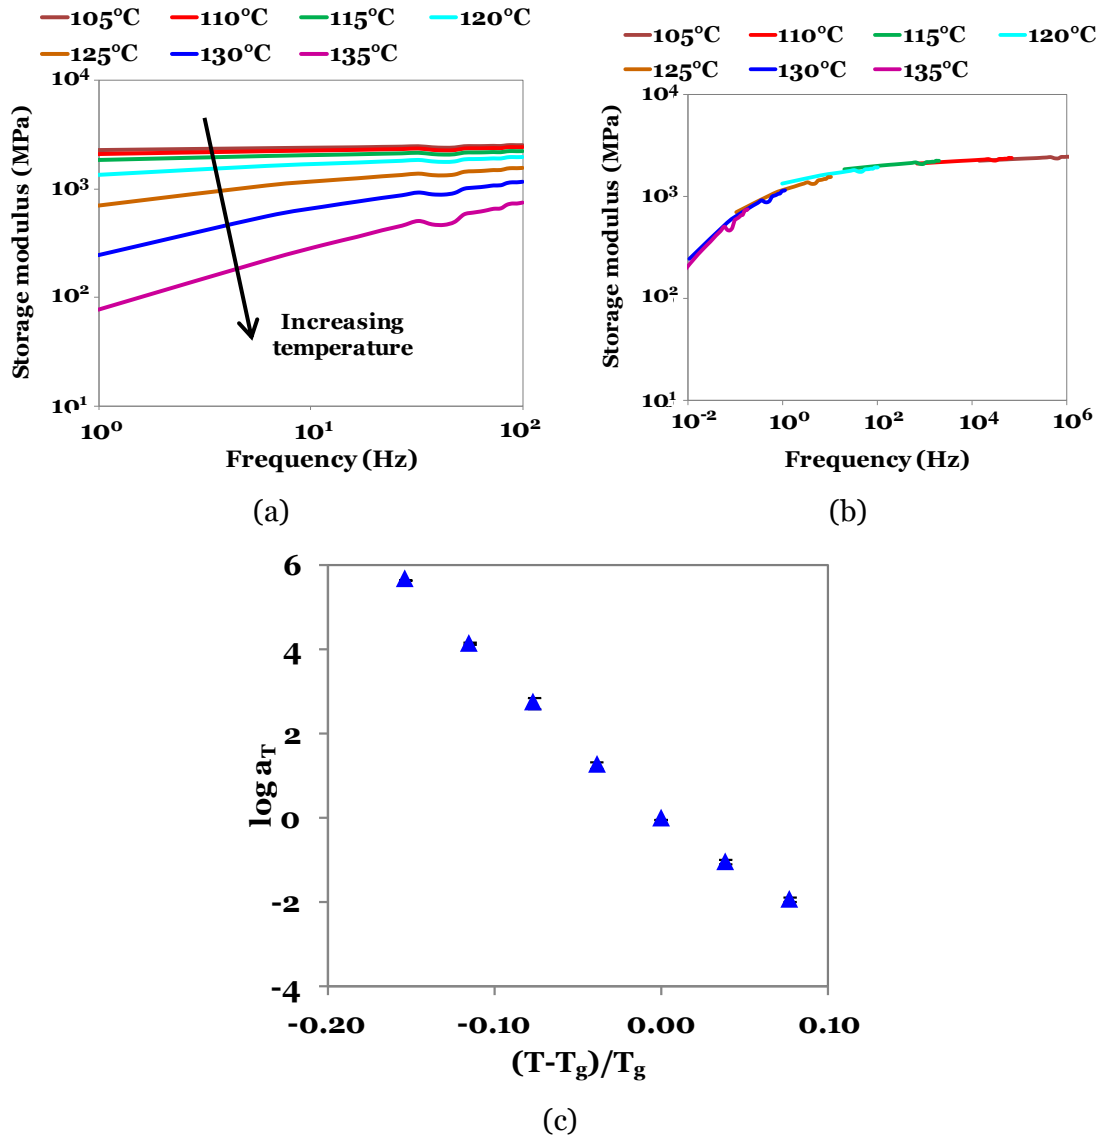 105°C 110°C 115°C 120°C
125°C 130°C 135°C
Storage modulus (MPa)
10⁴
10³
10²
10¹
Increasing
temperature
10⁰ 10¹ 10²
Frequency (Hz)
(a)
105°C 110°C 115°C 120°C
125°C 130°C 135°C
Storage modulus (MPa)
10⁴
10³
10²
10¹
10⁻² 10⁰ 10² 10⁴ 10⁶
Frequency (Hz)
(b)
log a_T
6
4
2
0
-2
-4
-0.20 -0.10 0.00 0.10
(T-T_g)/T_g
(c)